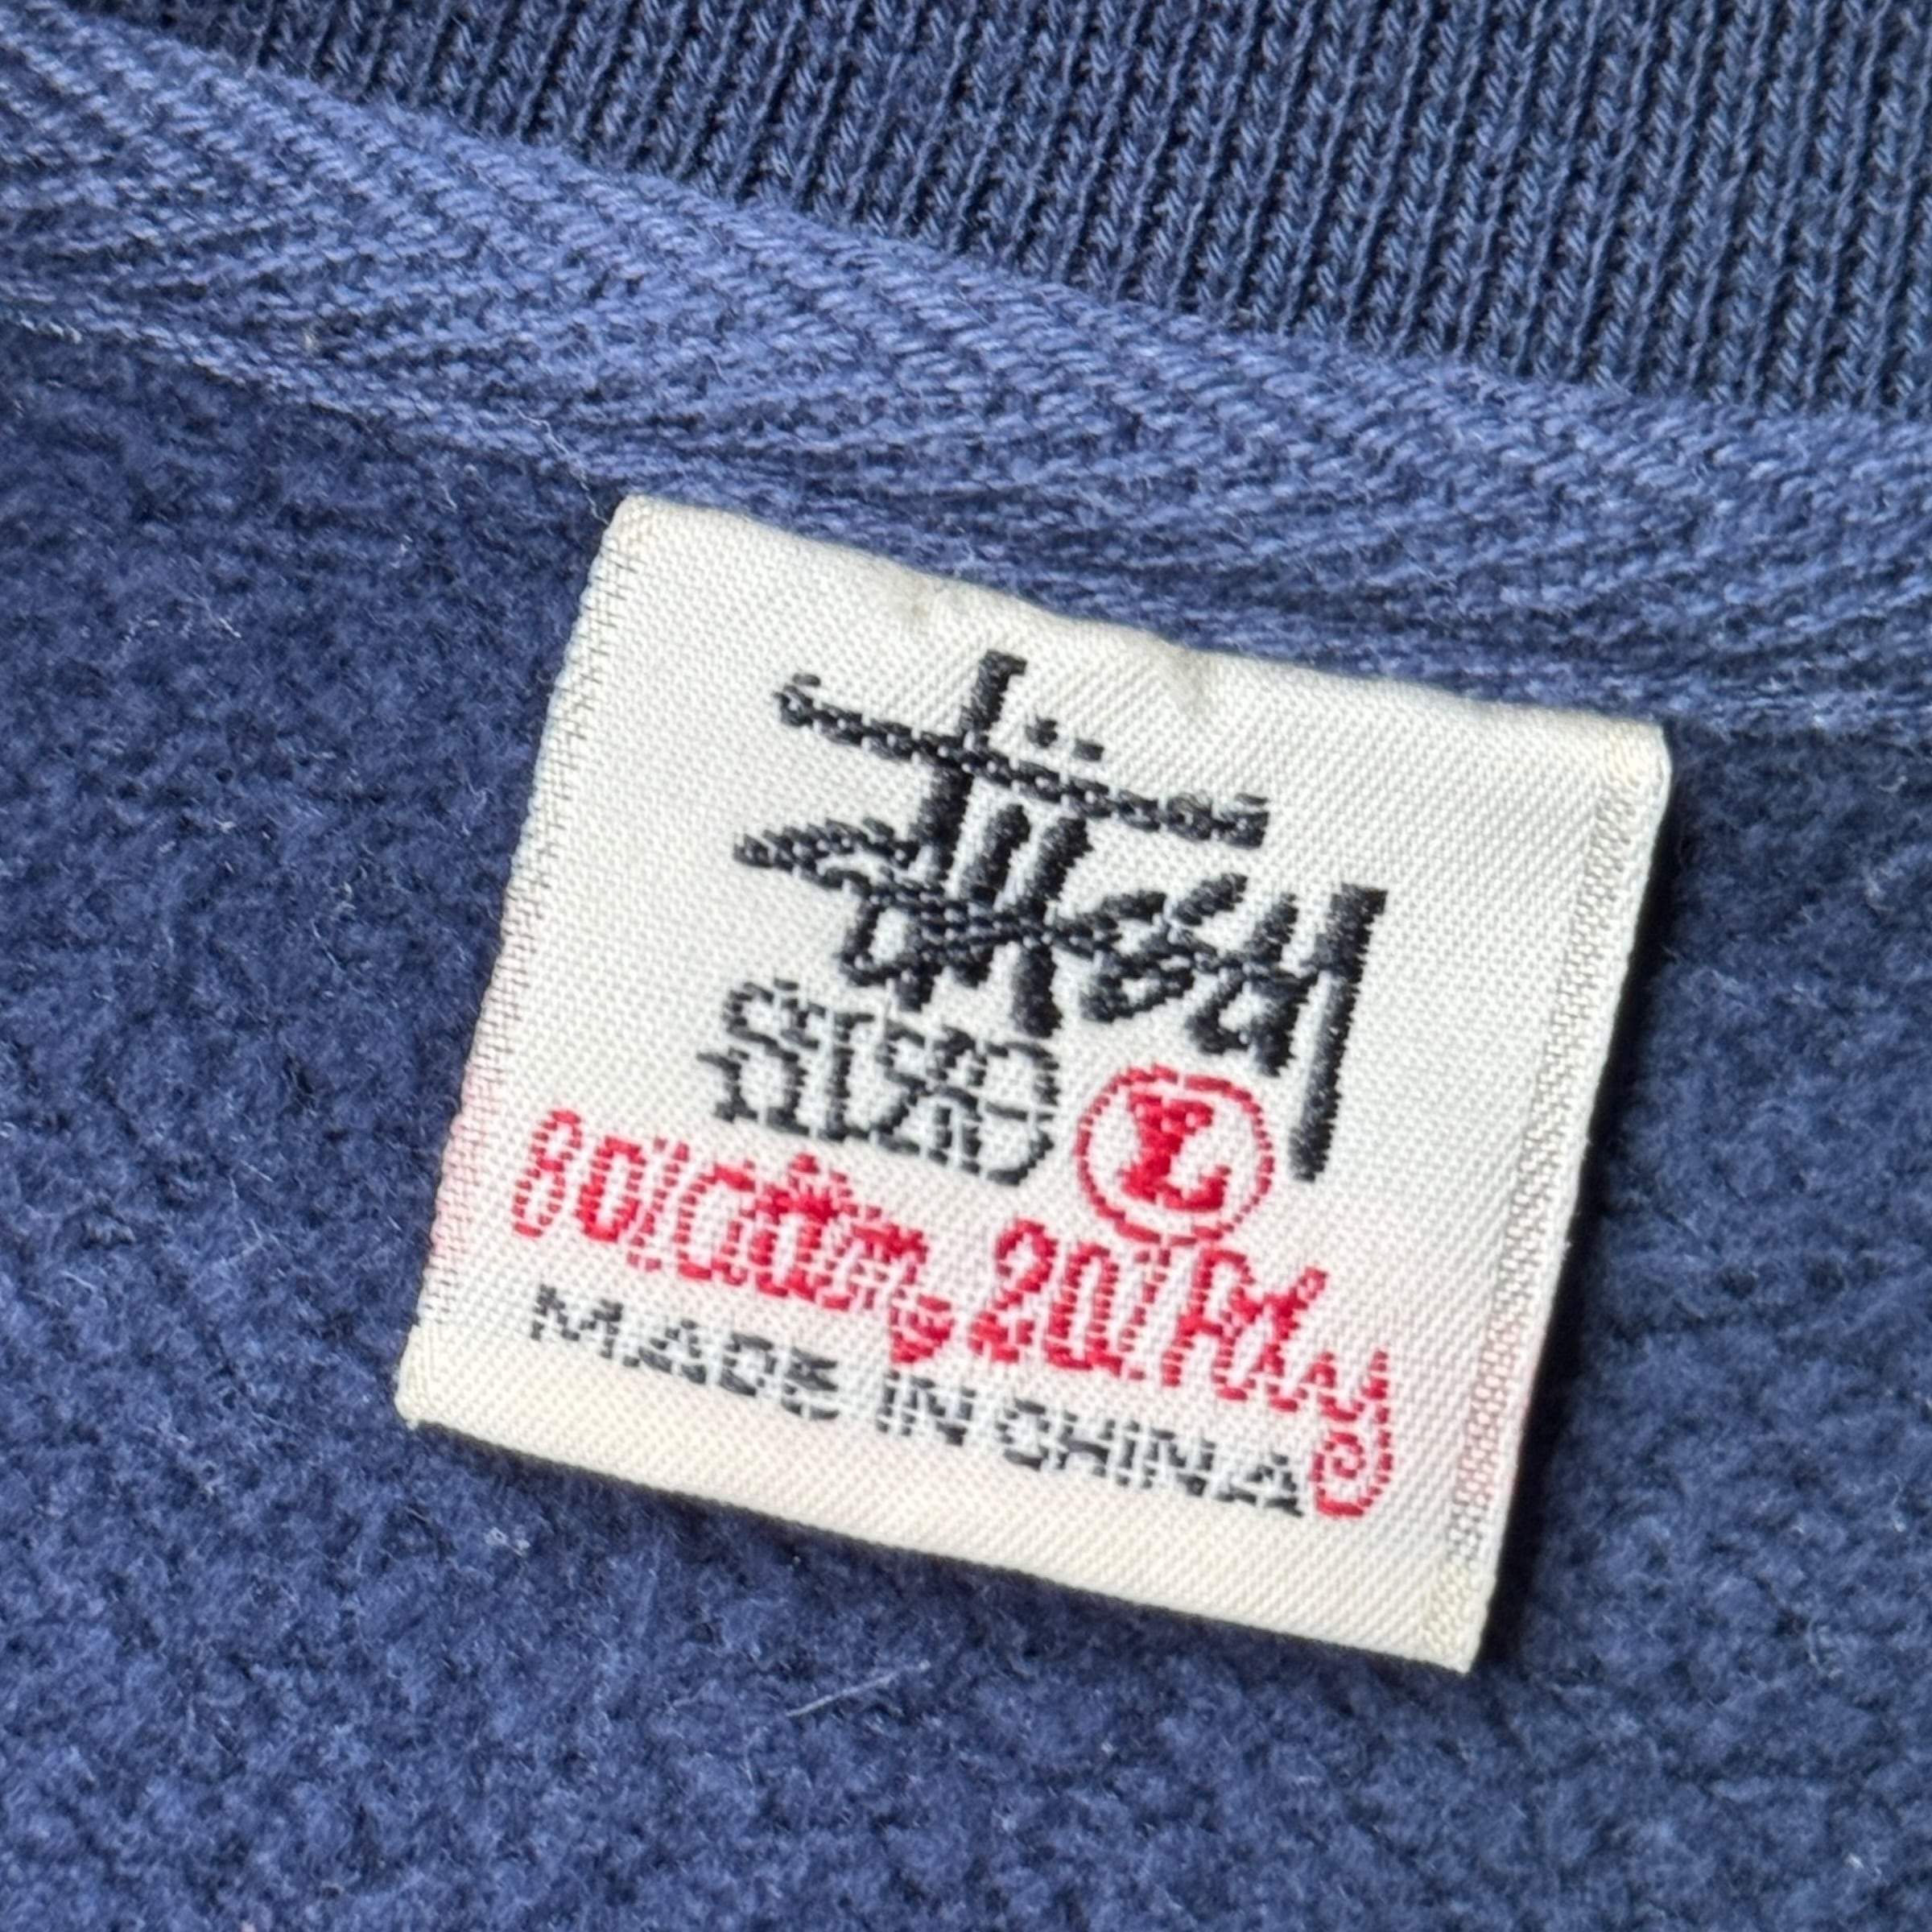 Stüssy
SIZE L
80% Cotton, 20% Poly
MADE IN CHINA